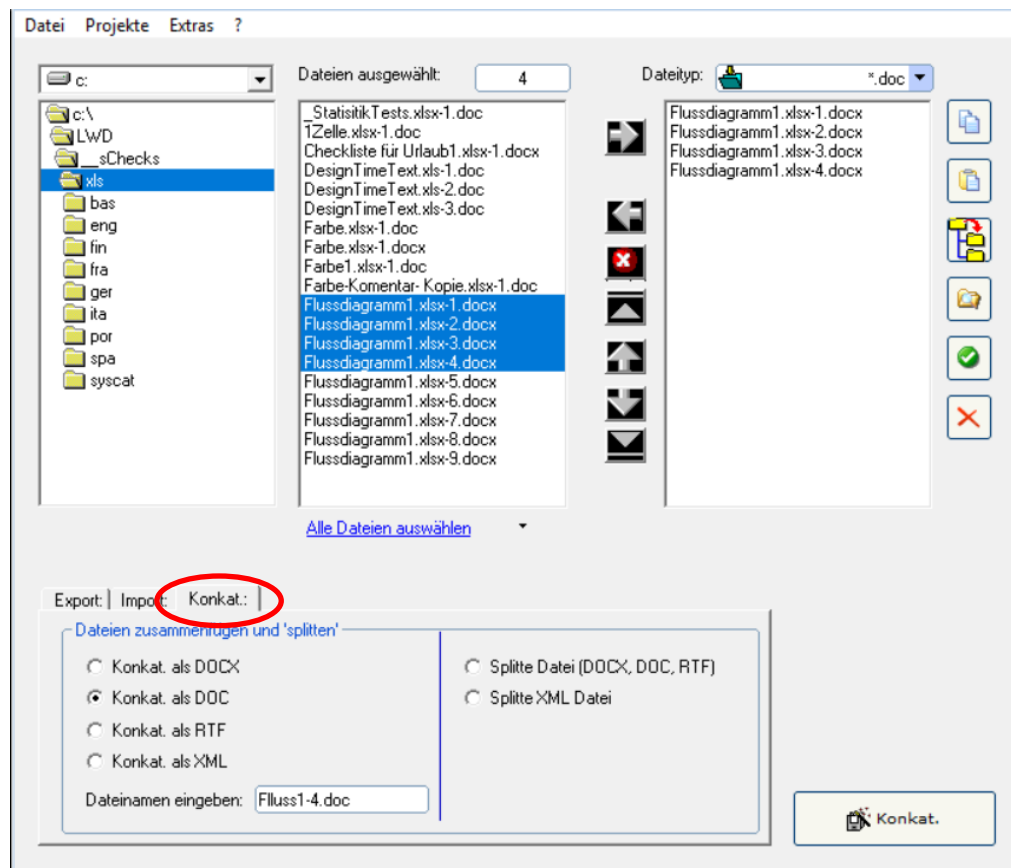 Datei Projekte Extras ?
c:
Dateien ausgewählt: 4
Dateityp: *.doc
c:\
LWD
__sChecks
xls
bas
eng
fin
fra
ger
ita
por
spa
syscat
_StatisitikTests.xlsx-1.doc
1Zelle.xlsx-1.doc
Checkliste für Urlaub1.xlsx-1.docx
DesignTimeText.xls-1.doc
DesignTimeText.xls-2.doc
DesignTimeText.xls-3.doc
Farbe.xlsx-1.doc
Farbe.xlsx-1.docx
Farbe1.xlsx-1.doc
Farbe-Komentar- Kopie.xlsx-1.doc
Flussdiagramm1.xlsx-1.docx
Flussdiagramm1.xlsx-2.docx
Flussdiagramm1.xlsx-3.docx
Flussdiagramm1.xlsx-4.docx
Flussdiagramm1.xlsx-5.docx
Flussdiagramm1.xlsx-6.docx
Flussdiagramm1.xlsx-7.docx
Flussdiagramm1.xlsx-8.docx
Flussdiagramm1.xlsx-9.docx
Flussdiagramm1.xlsx-1.docx
Flussdiagramm1.xlsx-2.docx
Flussdiagramm1.xlsx-3.docx
Flussdiagramm1.xlsx-4.docx
Alle Dateien auswählen
Export: Import: Konkat.:
Dateien zusammenfügen und 'splitten'
Konkat. als DOCX
Konkat. als DOC
Konkat. als RTF
Konkat. als XML
Dateinamen eingeben: Flluss1-4.doc
Splitte Datei (DOCX, DOC, RTF)
Splitte XML Datei
Konkat.